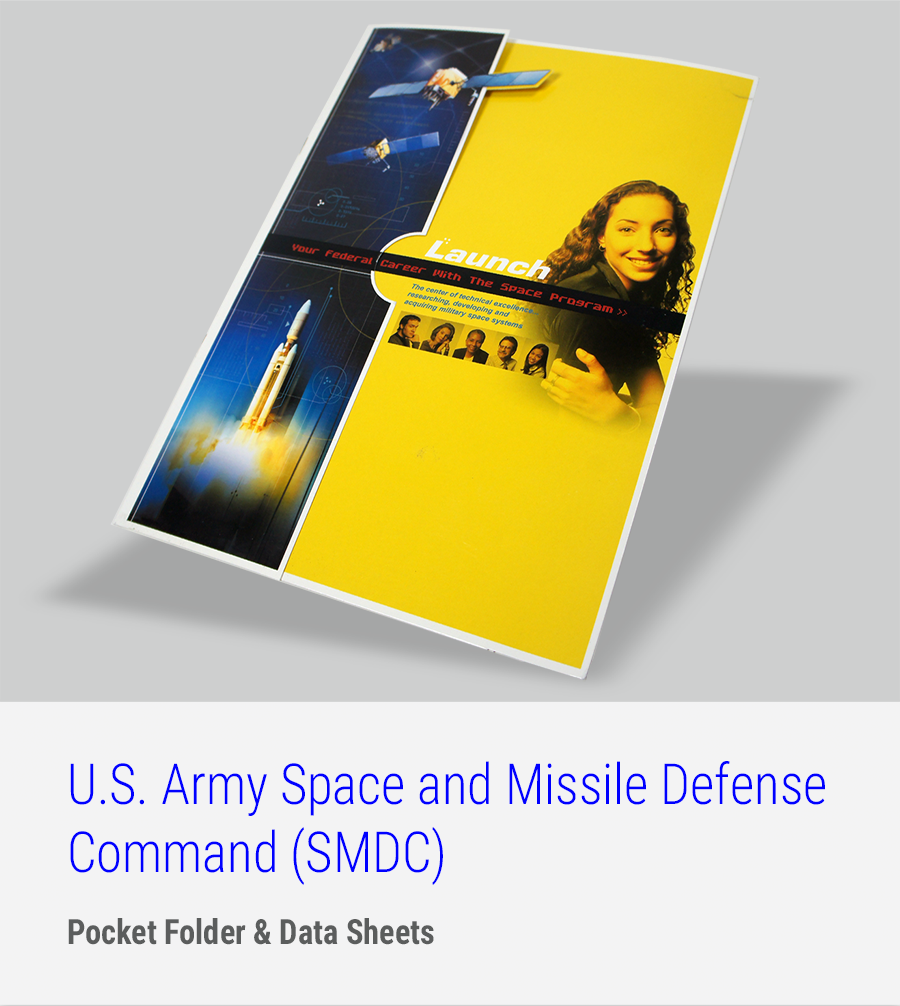 Launch
Your Federal Career With The Space Program >>
The center of technical excellence...
researching, developing and
acquiring military space systems
U.S. Army Space and Missile Defense
Command (SMDC)
Pocket Folder & Data Sheets